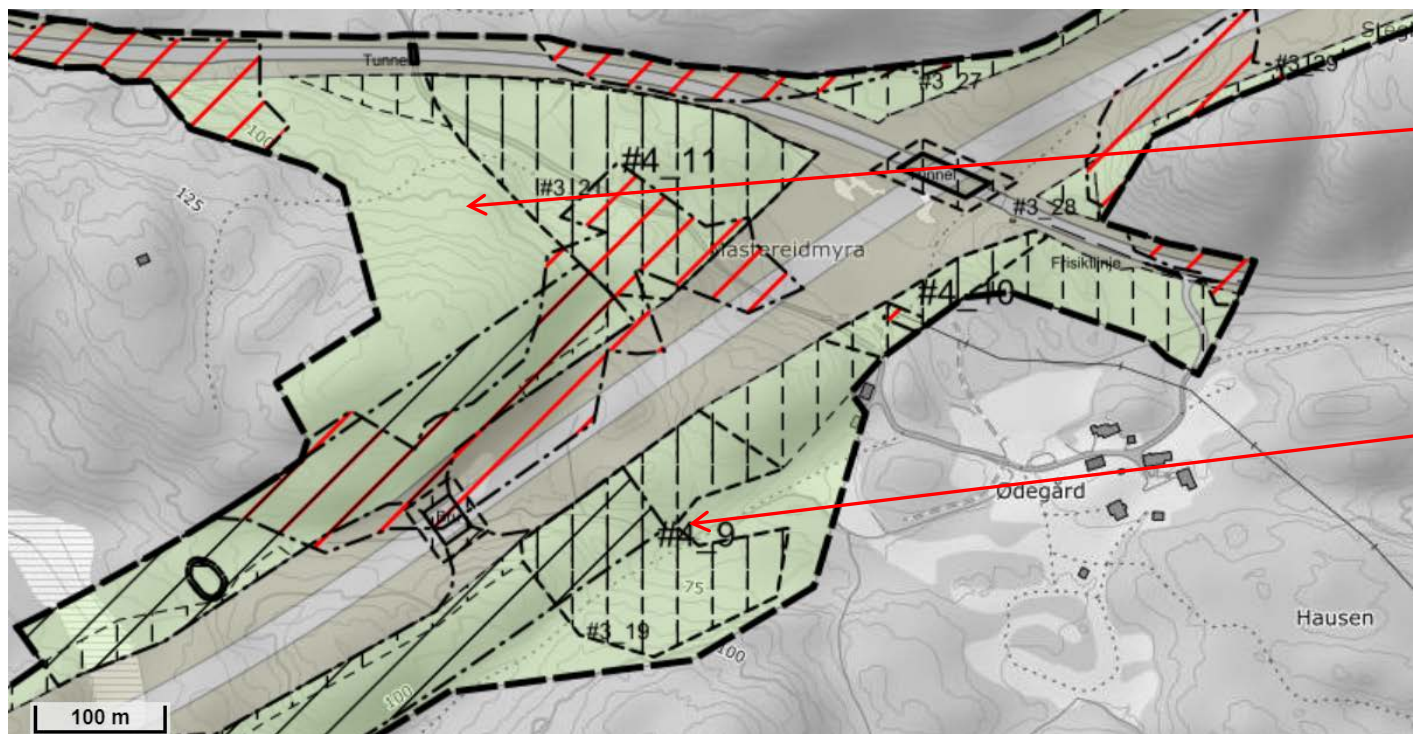 Tunnel
#3_27
#3_29
100
#4_11
Tunnel
#3_21
125
#3_28
Mastereidmyra
Frisiktlinje
#4_10
Ødegård
Bru
#4_9
75
Hausen
#3_19
100
100
100 m